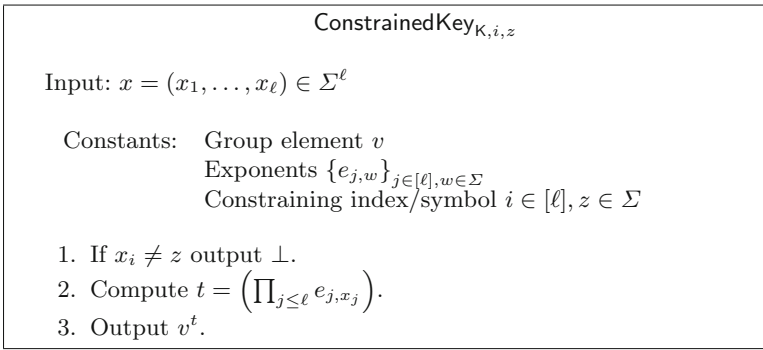 ConstrainedKey_{K,i,z}
Input: x = (x_1, . . . , x_ℓ) ∈ Σ^ℓ
Constants: Group element v
Exponents {e_{j,w}}_{j∈[ℓ],w∈Σ}
Constraining index/symbol i ∈ [ℓ], z ∈ Σ
1. If x_i ≠ z output ⊥.
2. Compute t = (∏_{j≤ℓ} e_{j,x_j}).
3. Output v^t.